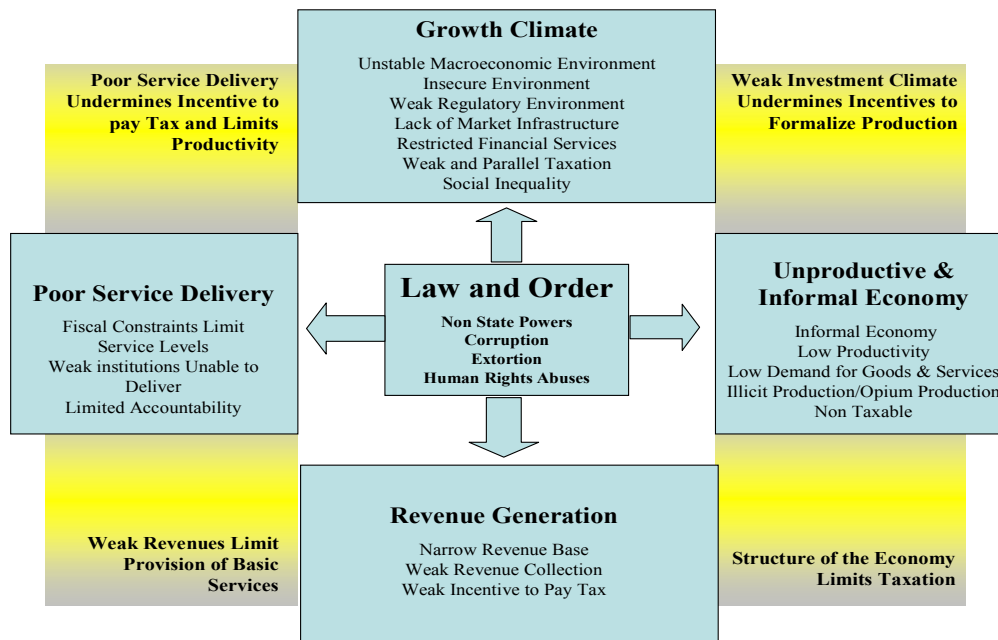 Growth Climate
Unstable Macroeconomic Environment
Insecure Environment
Weak Regulatory Environment
Lack of Market Infrastructure
Restricted Financial Services
Weak and Parallel Taxation
Social Inequality
Poor Service Delivery
Undermines Incentive to
pay Tax and Limits
Productivity
Weak Investment Climate
Undermines Incentives to
Formalize Production
Poor Service Delivery
Fiscal Constraints Limit
Service Levels
Weak institutions Unable to
Deliver
Limited Accountability
Law and Order
Non State Powers
Corruption
Extortion
Human Rights Abuses
Unproductive &
Informal Economy
Informal Economy
Low Productivity
Low Demand for Goods & Services
Illicit Production/Opium Production
Non Taxable
Weak Revenues Limit
Provision of Basic
Services
Revenue Generation
Narrow Revenue Base
Weak Revenue Collection
Weak Incentive to Pay Tax
Structure of the Economy
Limits Taxation